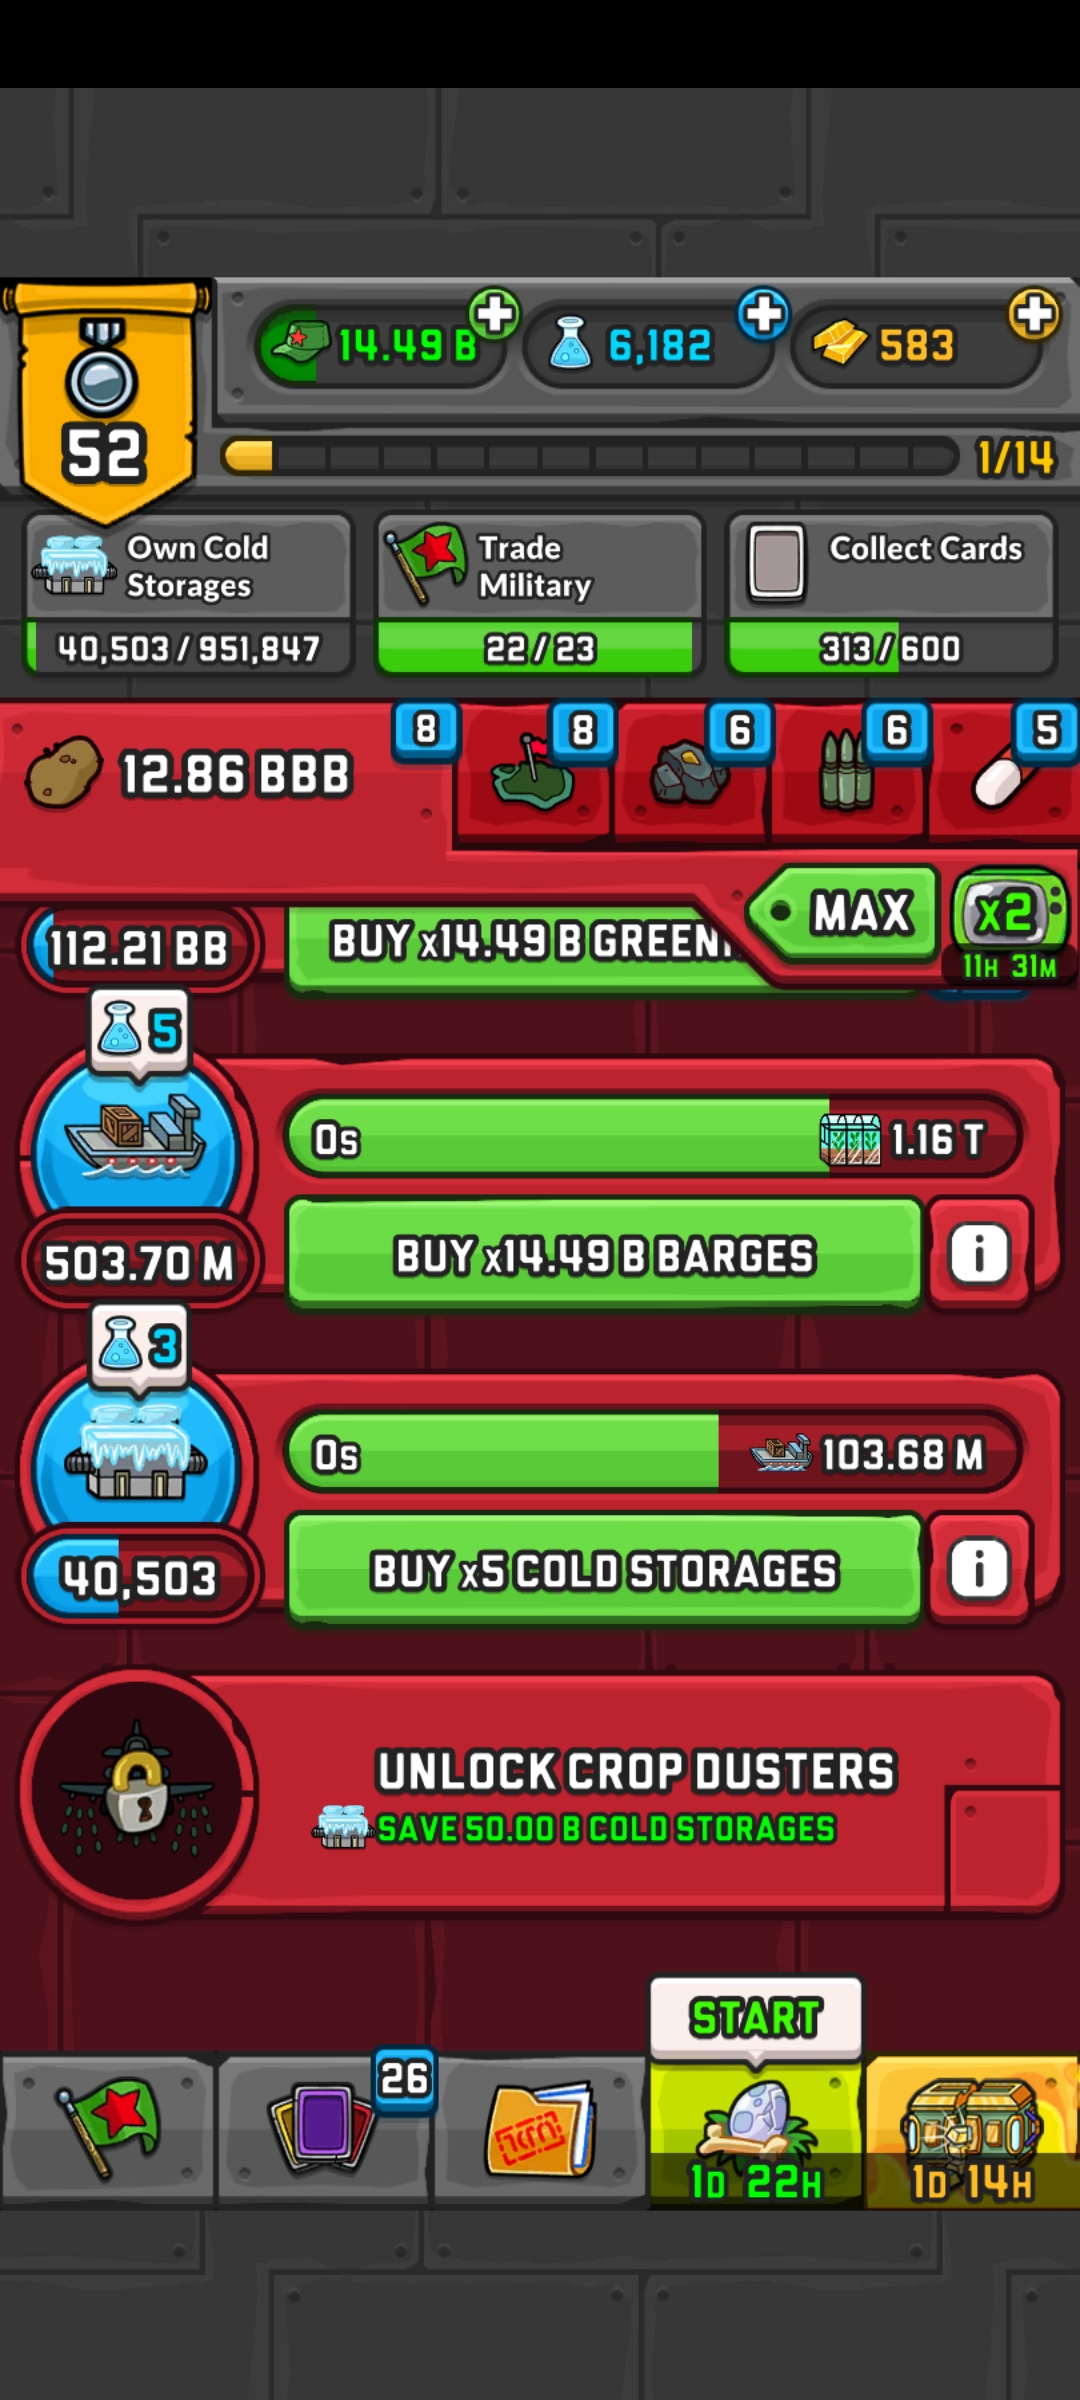 14.49 B
6,182
583
52
1/14
Own Cold
Storages
40,503 / 951,847
Trade
Military
22 / 23
Collect Cards
313 / 600
12.86 BBB
8
8
6
6
5
MAX
x2
11H 31M
112.21 BB
BUY x14.49 B GREEN
5
0s
1.16 T
503.70 M
BUY x14.49 B BARGES
i
3
0s
103.68 M
40,503
BUY x5 COLD STORAGES
i
UNLOCK CROP DUSTERS
SAVE 50.00 B COLD STORAGES
START
26
1D 22H
1D 14H